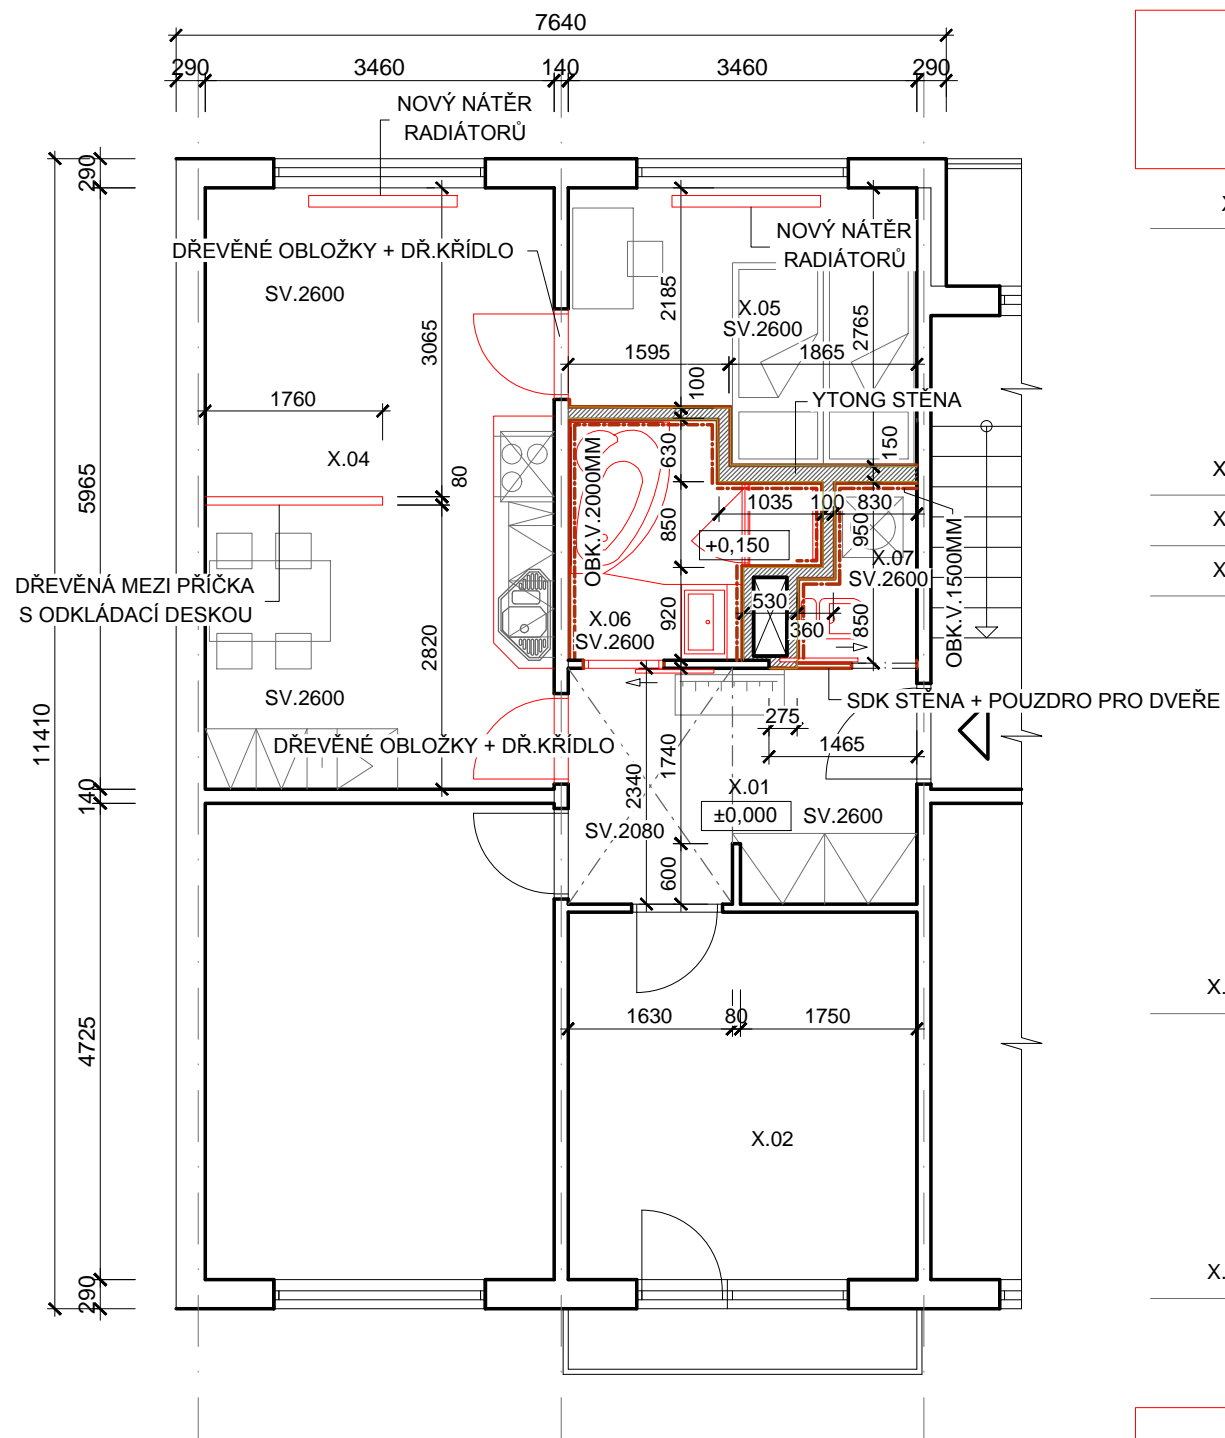 7640
290
3460
140
3460
290
NOVÝ NÁTĚR
RADIÁTORŮ
290
DŘEVĚNÉ OBLOŽKY + DŘ.KŘÍDLO
NOVÝ NÁTĚR
RADIÁTORŮ
SV.2600
2185
X.05
SV.2600
2765
3065
1595
1865
100
1760
YTONG STĚNA
X.04
80
OBK.V.2000MM
630
150
5965
1035
100
830
850
+0,150
950
OBK.V.1500MM
X.07
SV.2600
DŘEVĚNÁ MEZI PŘÍČKA
S ODKLÁDACÍ DESKOU
530
X.06
SV.2600
920
360
850
2820
SV.2600
SDK STĚNA + POUZDRO PRO DVEŘE
275
11410
DŘEVĚNÉ OBLOŽKY + DŘ.KŘÍDLO
1740
1465
2340
X.01
±0,000
SV.2600
140
SV.2080
600
1630
80
1750
4725
X.02
290
X
X
X
X.
X.